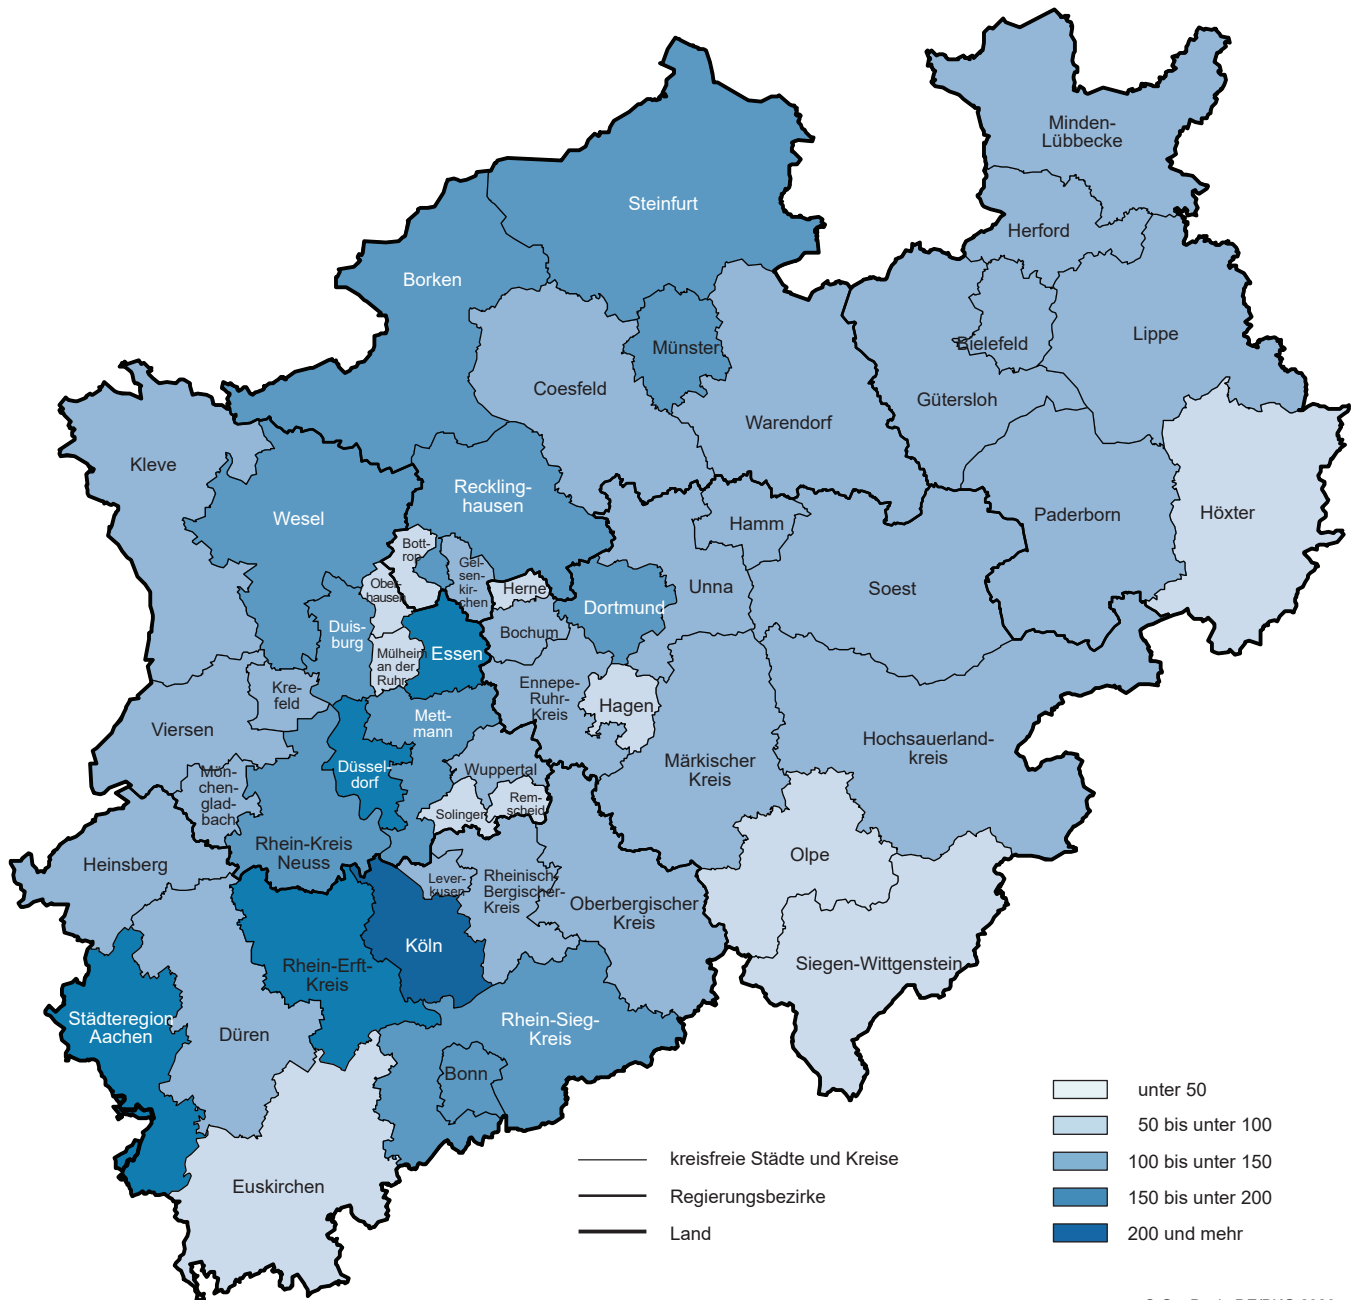 Minden-
Lübbecke
Steinfurt
Herford
Borken
Lippe
Münster
Bielefeld
Coesfeld
Gütersloh
Warendorf
Kleve
Reckling-
hausen
Wesel
Hamm
Paderborn
Höxter
Bott-
rop
Gel-
sen-
kir-
chen
Ober-
hausen
Herne
Unna
Soest
Dortmund
Duis-
burg
Bochum
Essen
Mülheim
an der
Ruhr
Kre-
feld
Ennepe-
Ruhr-
Kreis
Hagen
Viersen
Mett-
mann
Hochsauerland-
kreis
Märkischer
Kreis
Düssel-
dorf
Wuppertal
Mön-
chen-
glad-
bach
Rem-
scheid
Solingen
Rhein-Kreis
Neuss
Heinsberg
Olpe
Lever-
kusen
Rheinisch-
Bergischer-
Kreis
Oberbergischer
Kreis
Köln
Siegen-Wittgenstein
Rhein-Erft-
Kreis
Städteregion
Aachen
Düren
Rhein-Sieg-
Kreis
Bonn
Euskirchen
kreisfreie Städte und Kreise
Regierungsbezirke
Land
unter 50
50 bis unter 100
100 bis unter 150
150 bis unter 200
200 und mehr